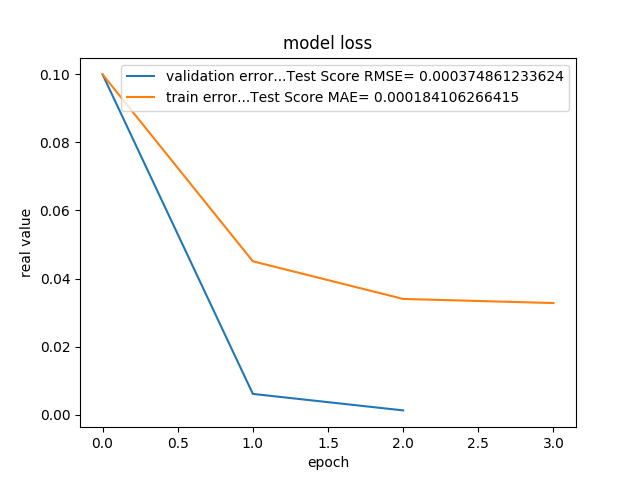 model loss
validation error...Test Score RMSE= 0.000374861233624
train error...Test Score MAE= 0.000184106266415
real value
0.10
0.08
0.06
0.04
0.02
0.00
0.0 0.5 1.0 1.5 2.0 2.5 3.0
epoch